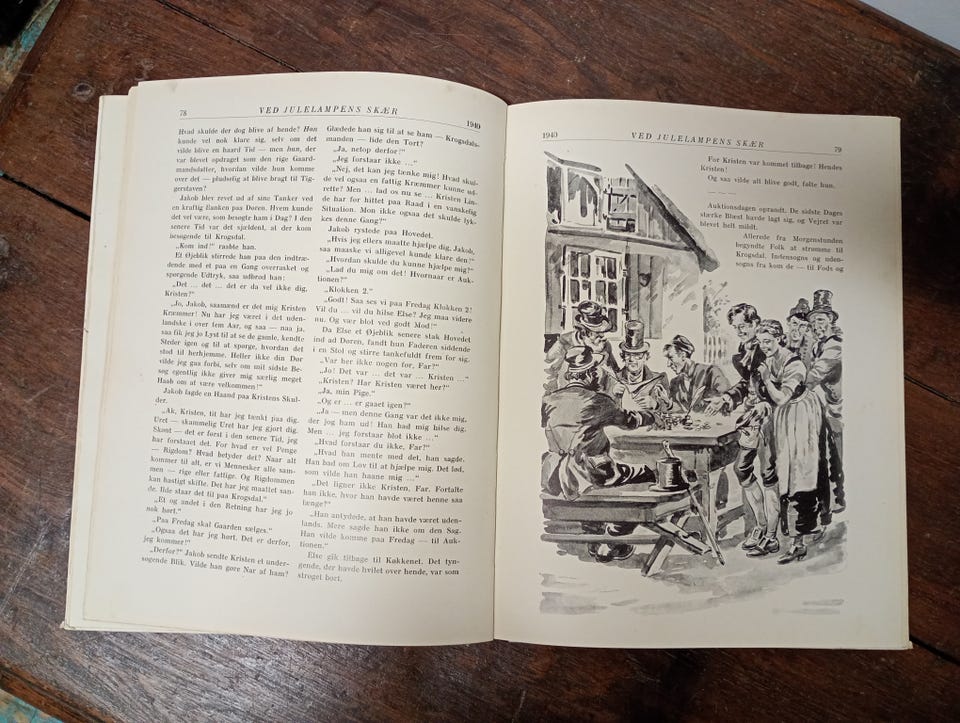 78
VED JULELAMPENS SKÆR
1940
Hvad skulde der dog blive af hende? Han
kunde vel nok klare sig, selv om det
vilde blive en haard Tid — men hun, der
var blevet opdraget som den rige Gaard-
mandsdatter, hvordan vilde hun komme
over det — pludselig at blive bragt til Tig-
gerstaven?
Jakob blev revet ud af sine Tanker ved
en kraftig Banken paa Døren. Hvem kunde
det vel være, som besøgte ham i Dag? I den
senere Tid var det sjældent, at der kom
besøgende til Krogsdal.
„Kom ind!“ raabte han.
Et Øjeblik stirrede han paa den indtræ-
dende med et paa en Gang overrasket og
spørgende Udtryk, saa udbrød han:
„Det ... det ... det er da vel ikke dig,
Kristen?“
„Jo, Jakob, saamænd er det mig Kristen
Kræmmer! Nu har jeg været i det uden-
landske i over fem Aar, og saa — naa ja,
saa fik jeg jo Lyst til at se de gamle, kendte
Steder igen og til at spørge, hvordan det
stod til herhjemme. Heller ikke din Dør
vilde jeg gaa forbi, selv om mit sidste Be-
søg egentlig ikke giver mig særlig meget
Haab om at være velkommen!“
Jakob lagde en Haand paa Kristens Skul-
der.
„Ak, Kristen, tit har jeg tænkt paa dig.
Uret — skammelig Uret har jeg gjort dig.
Skønt — det er først i den senere Tid, jeg
har forstaaet det. For hvad er vel Penge
— Rigdom? Hvad betyder det? Naar alt
kommer til alt, er vi Mennesker alle sam-
men — rige eller fattige. Og Rigdommen
kan hastigt skifte. Det har jeg maattet san-
de. Ilde staar det til paa Krogsdal.“
„Et og andet i den Retning har jeg jo
nok hørt.“
„Paa Fredag skal Gaarden sælges.“
„Ogsaa det har jeg hørt. Det er derfor,
jeg kommer!“
„Derfor?“ Jakob sendte Kristen et under-
søgende Blik. Vilde han gøre Nar af ham?
Glædede han sig til at se ham — Krogsdals-
manden — lide den Tort?
„Ja, netop derfor!“
„Jeg forstaar ikke ...“
„Nej, det kan jeg tænke mig! Hvad skul-
de vel ogsaa en fattig Kræmmer kunne ud-
rette? Men ... lad os nu se ... Kristen Lin-
de har for hittet paa Raad i en vanskelig
Situation. Mon ikke ogsaa det skulde lyk-
kes denne Gang?“
Jakob rystede paa Hovedet.
„Hvis jeg ellers maatte hjælpe dig, Jakob,
saa maaske vi alligevel kunde klare den!“
„Hvordan skulde du kunne hjælpe mig?“
„Lad du mig om det! Hvornaar er Auk-
tionen?“
„Klokken 2.“
„Godt! Saa ses vi paa Fredag Klokken 2!
Vil du ... vil du hilse Else? Jeg maa videre
nu. Og vær blot ved godt Mod!“
Da Else et Øjeblik senere stak Hovedet
ind ad Døren, fandt hun Faderen siddende
i en Stol og stirre tankefuldt frem for sig.
„Var her ikke nogen for, Far?“
„Jo! Det var ... det var ... Kristen ...“
„Kristen? Har Kristen været her?“
„Ja, min Pige.“
„Og er ... er gaaet igen?“
„Ja — men denne Gang var det ikke mig,
der jog ham ud! Han bad mig hilse dig.
Men ... jeg forstaar blot ikke ...“
„Hvad forstaar du ikke, Far?“
„Hvad han mente med det, han sagde.
Han bad om Lov til at hjælpe mig. Det lød,
som vilde han haane mig ...“
„Det ligner ikke Kristen, Far. Fortalte
han ikke, hvor han havde været henne saa
længe?“
„Han antydede, at han havde været uden-
lands. Mere sagde han ikke om den Sag.
Han vilde komme paa Fredag — til Auk-
tionen.“
Else gik tilbage til Køkkenet. Det tyn-
gende, der havde hvilet over hende, var som
strøget bort.
1940
VED JULELAMPENS SKÆR
79
For Kristen var kommet tilbage! Hendes
Kristen!
Og saa vilde alt blive godt, følte hun.
Auktionsdagen oprandt. De sidste Dages
stærke Blæst havde lagt sig, og Vejret var
blevet helt mildt.
Allerede fra Morgenstunden
begyndte Folk at strømme til
Krogsdal. Indensogns og uden-
sogns fra kom de — til Fods og